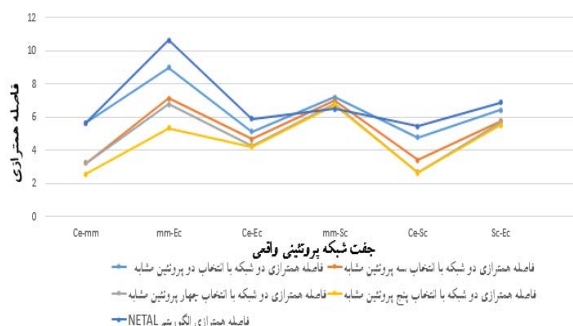 12
10
8
6
4
2
0
فاصله همترازی
Ce-mm mm-Ec Ce-Ec mm-Sc Ce-Sc Sc-Ec
جفت شبکه پروتئینی واقعی
فاصله همترازی دو شبکه با انتخاب دو پروتئین مشابه
فاصله همترازی دو شبکه با انتخاب سه پروتئین مشابه
فاصله همترازی دو شبکه با انتخاب چهار پروتئین مشابه
فاصله همترازی دو شبکه با انتخاب پنج پروتئین مشابه
فاصله همترازی الگوریتم NETAL